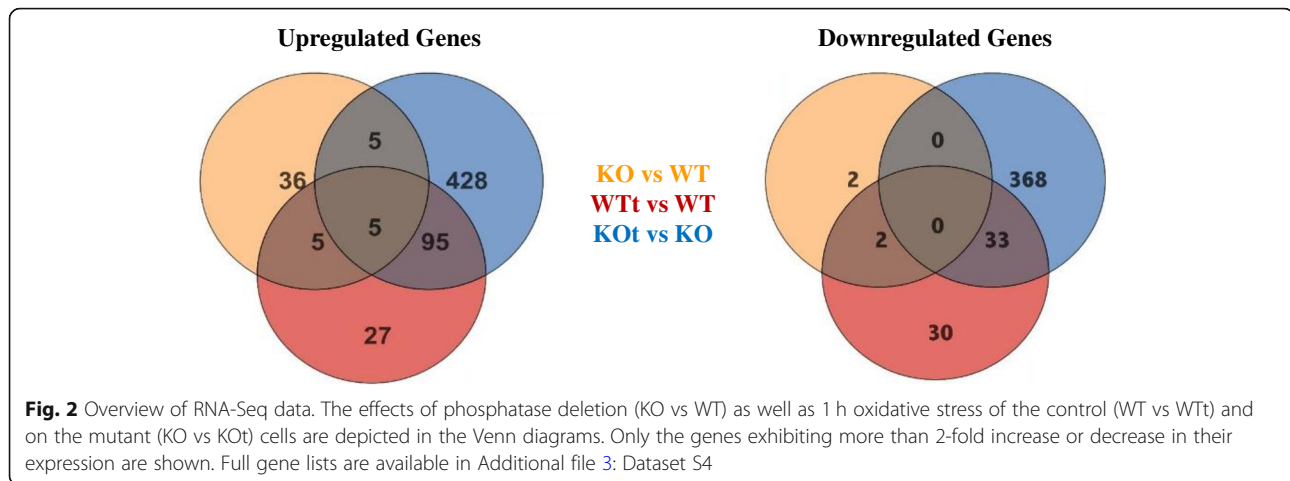 Upregulated Genes
Downregulated Genes
5
36
428
5
5
95
27
KO vs WT
WTt vs WT
KOt vs KO
0
2
368
0
2
33
30
Fig. 2 Overview of RNA-Seq data. The effects of phosphatase deletion (KO vs WT) as well as 1 h oxidative stress of the control (WT vs WTt) and
on the mutant (KO vs KOt) cells are depicted in the Venn diagrams. Only the genes exhibiting more than 2-fold increase or decrease in their
expression are shown. Full gene lists are available in Additional file 3: Dataset S4